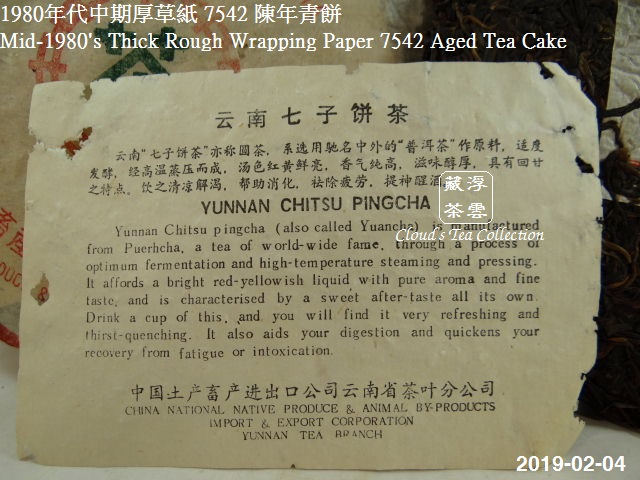 1980年代中期厚草紙 7542 陳年青餅
Mid-1980's Thick Rough Wrapping Paper 7542 Aged Tea Cake
云南七子饼茶
云南"七子饼茶"亦称圆茶，系选用驰名中外的"普洱茶"作原料，适度
发酵，经高温蒸压而成，汤色红黄鲜亮，香气纯高，滋味醇厚，具有回甘
之特点，饮之清凉解渴，帮助消化，祛除疲劳，提神醒酒。
YUNNAN CHITSU PINGCHA
Yunnan Chitsu pingcha (also called Yuancha) is manufactured
from Puerhcha, a tea of world-wide fame, through a process of
optimum fermentation and high-temperature steaming and pressing.
It affords a bright red-yellowish liquid with pure aroma and fine
taste, and is characterised by a sweet after-taste all its own.
Drink a cup of this, and you will find it very refreshing and
thirst-quenching. It also aids your digestion and quickens your
recovery from fatigue or intoxication.
浮雲
藏茶
Cloud's Tea Collection
中国土产畜产进出口公司云南省茶叶分公司
CHINA NATIONAL NATIVE PRODUCE & ANIMAL BY-PRODUCTS
IMPORT & EXPORT CORPORATION
YUNNAN TEA BRANCH
2019-02-04